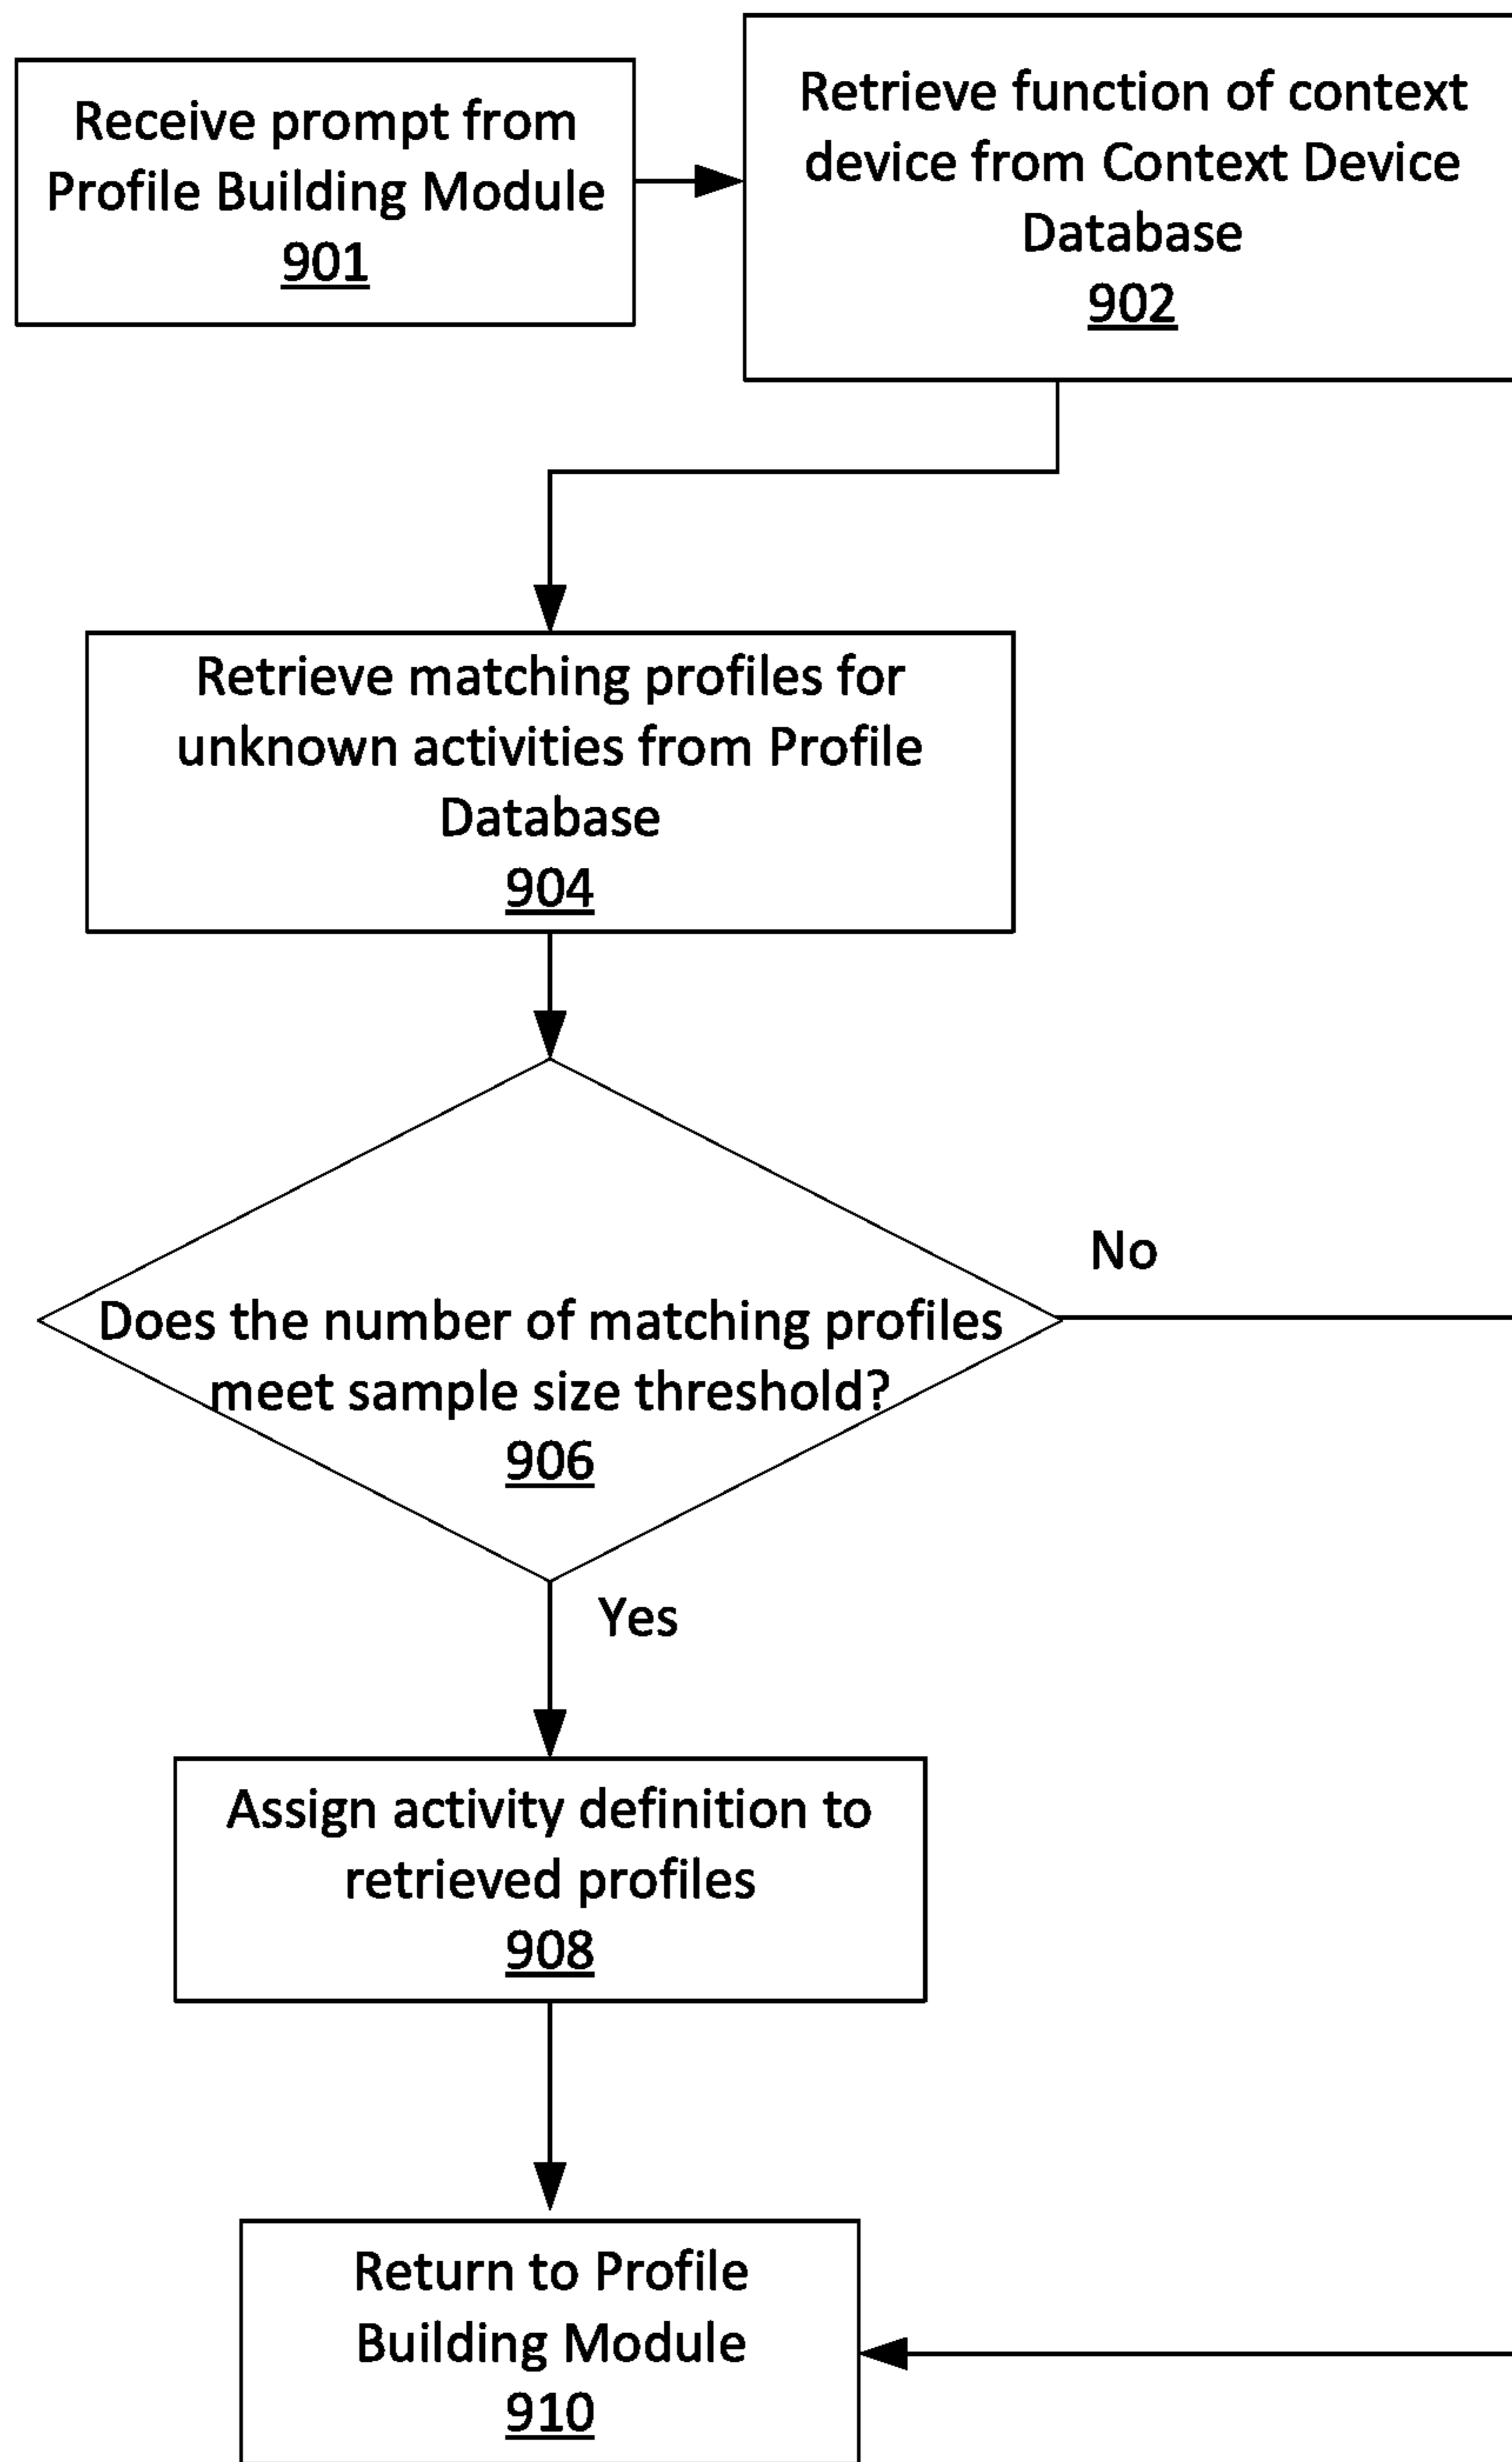 Receive prompt from
Profile Building Module
901
Retrieve function of context
device from Context Device
Database
902
Retrieve matching profiles for
unknown activities from Profile
Database
904
Does the number of matching profiles
meet sample size threshold?
906
No
Yes
Assign activity definition to
retrieved profiles
908
Return to Profile
Building Module
910